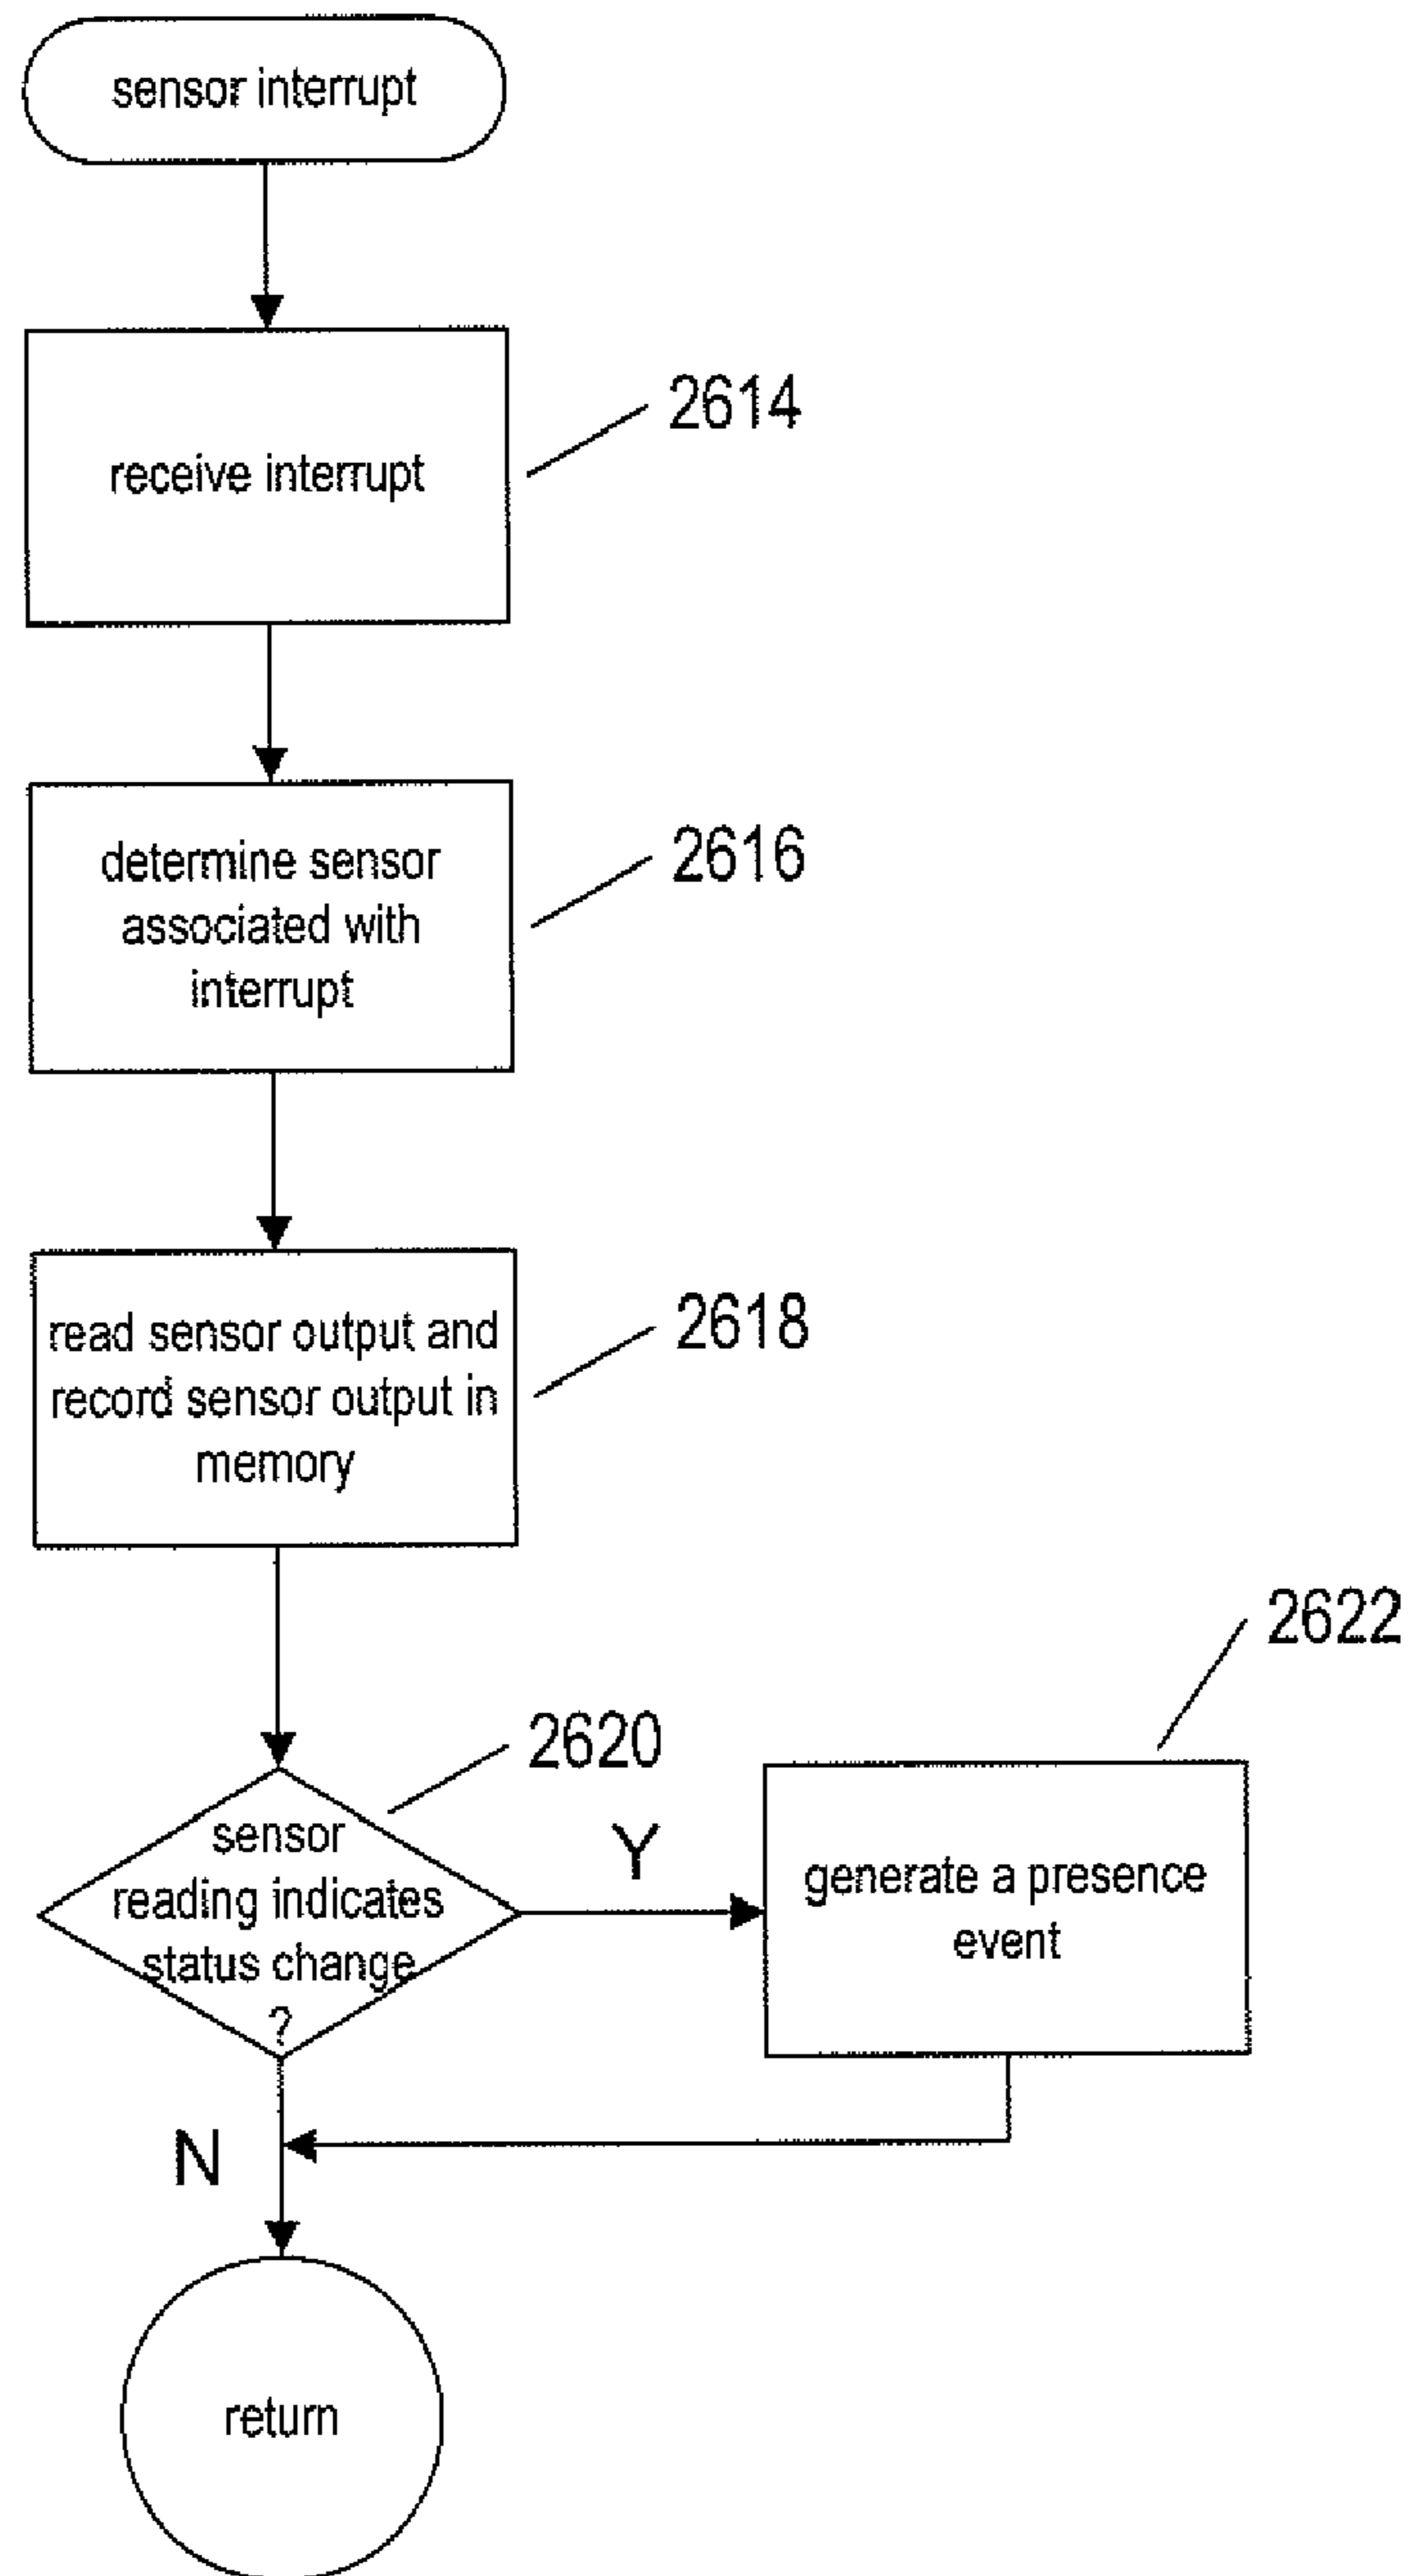 sensor interrupt
receive interrupt
2614
determine sensor
associated with
interrupt
2616
read sensor output and
record sensor output in
memory
2618
sensor
reading indicates
status change
?
2620
Y
generate a presence
event
2622
N
return